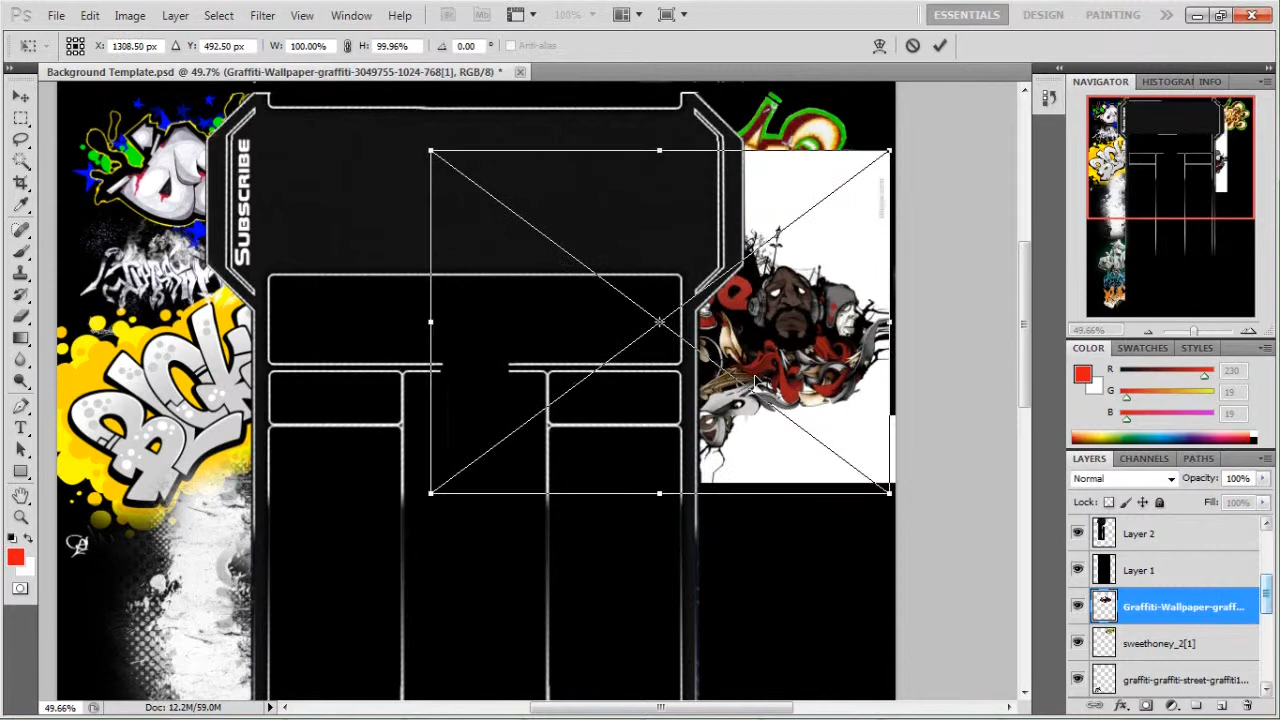 Ps File Edit Image Layer Select Filter View Window Help Br Mb 100% ESSENTIALS DESIGN PAINTING
X: 1308.50 px Y: 492.50 px W: 100.00% H: 99.96% 0.00 ° Anti-alias
Background Template.psd @ 49.7% (Graffiti-Wallpaper-graffiti-3049755-1024-768[1], RGB/8) *
NAVIGATOR HISTOGRAI INFO
SUBSCRIBE
49.66%
COLOR SWATCHES STYLES
R 230
G 19
B 19
LAYERS CHANNELS PATHS
Normal Opacity: 100%
Lock: Fill: 100%
Layer 2
Layer 1
Graffiti-Wallpaper-graff...
sweethoney_2[1]
graffiti-graffiti-street-graffiti1...
49.66% Doc: 12.2M/59.0M